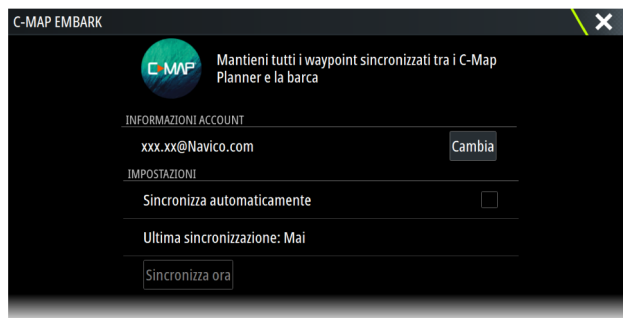 C-MAP EMBARK
C-MAP
Mantieni tutti i waypoint sincronizzati tra i C-Map
Planner e la barca
INFORMAZIONI ACCOUNT
xxx.xx@Navico.com
Cambia
IMPOSTAZIONI
Sincronizza automaticamente
Ultima sincronizzazione: Mai
Sincronizza ora